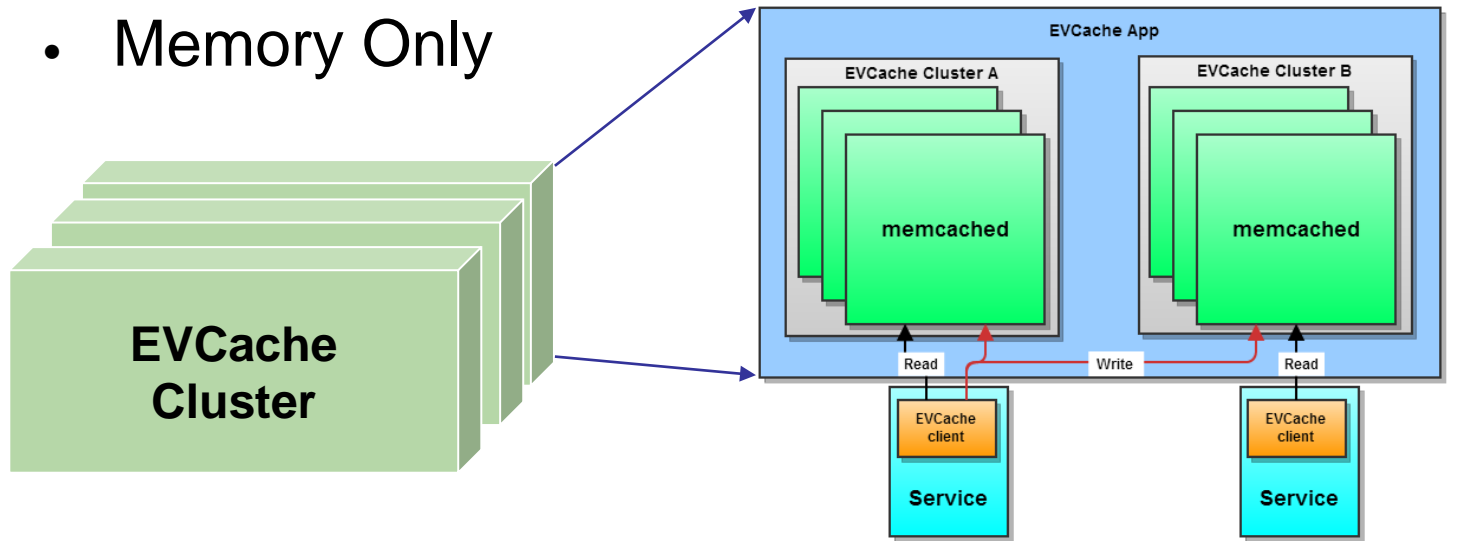 • Memory Only
EVCache
Cluster
EVCache App
EVCache Cluster A
memcached
EVCache Cluster B
memcached
Read
Write
Read
EVCache
client
Service
EVCache
client
Service